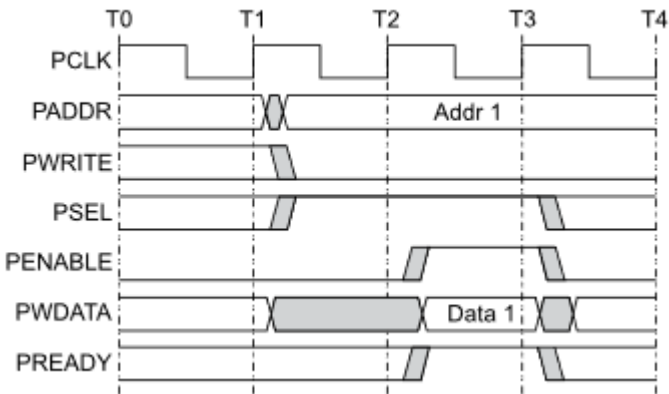 T0 T1 T2 T3 T4
PCLK
PADDR Addr 1
PWRITE
PSEL
PENABLE
PWDATA Data 1
PREADY